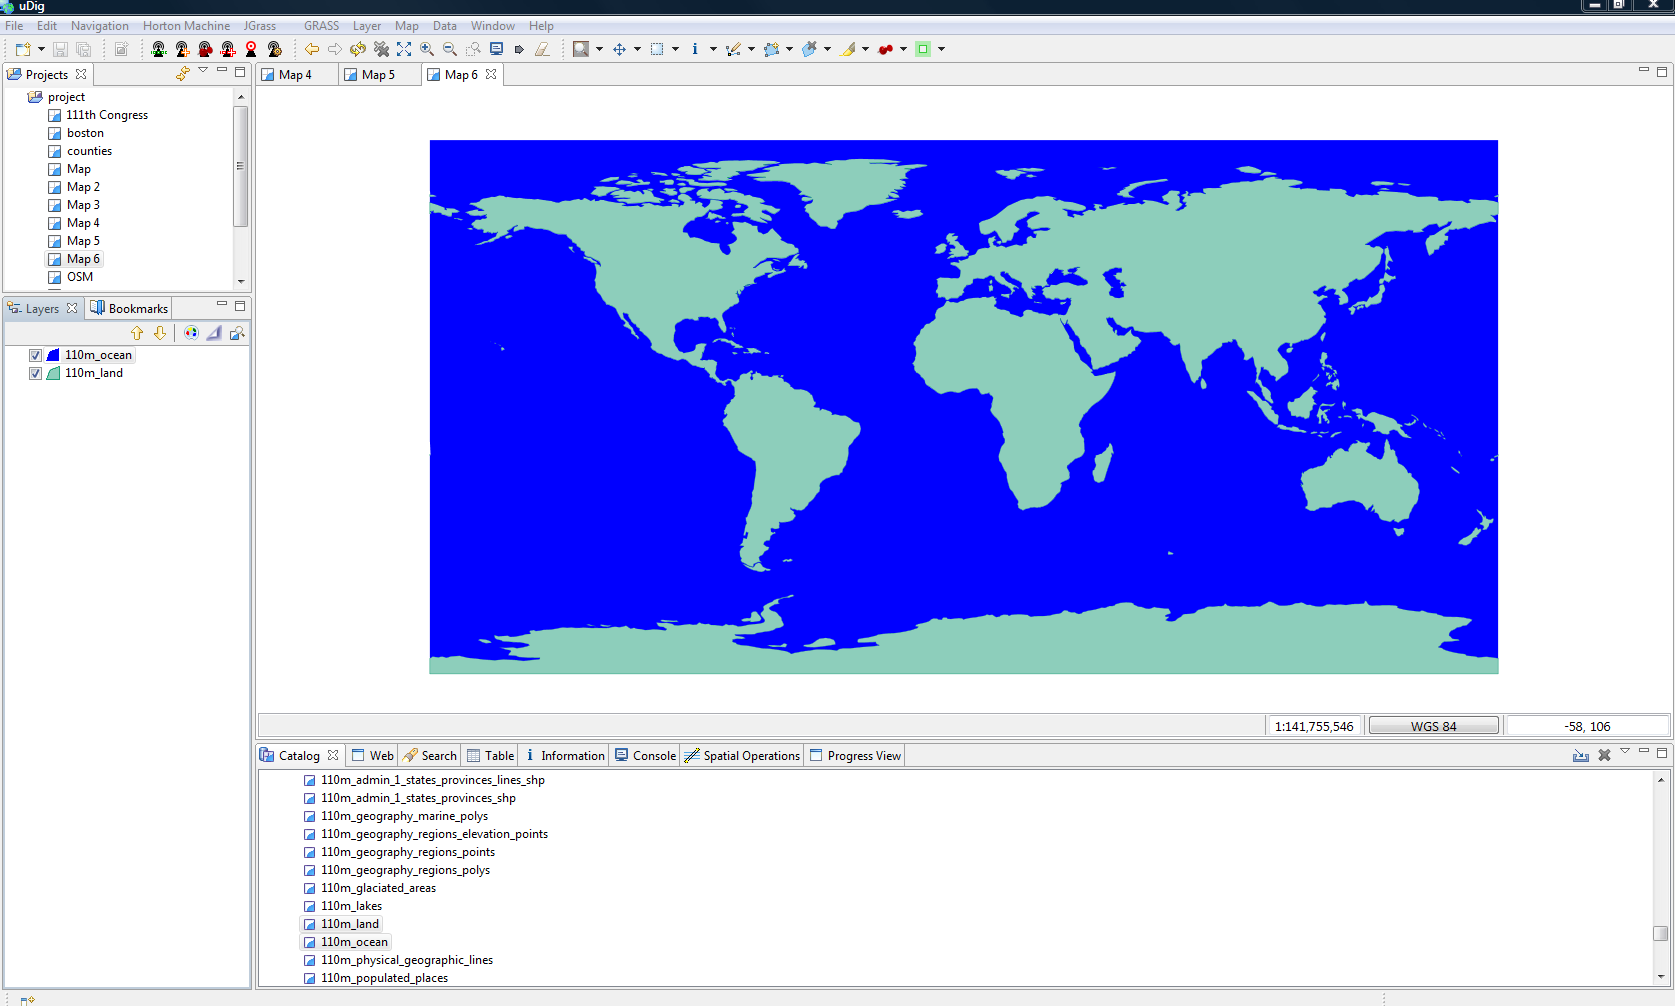 uDig
File Edit Navigation Horton Machine JGrass GRASS Layer Map Data Window Help
Projects
Map 4 Map 5 Map 6
project
111th Congress
boston
counties
Map
Map 2
Map 3
Map 4
Map 5
Map 6
OSM
Layers Bookmarks
110m_ocean
110m_land
1:141,755,546 WGS 84 -58, 106
Catalog Web Search Table Information Console Spatial Operations Progress View
110m_admin_1_states_provinces_lines_shp
110m_admin_1_states_provinces_shp
110m_geography_marine_polys
110m_geography_regions_elevation_points
110m_geography_regions_points
110m_geography_regions_polys
110m_glaciated_areas
110m_lakes
110m_land
110m_ocean
110m_physical_geographic_lines
110m_populated_places